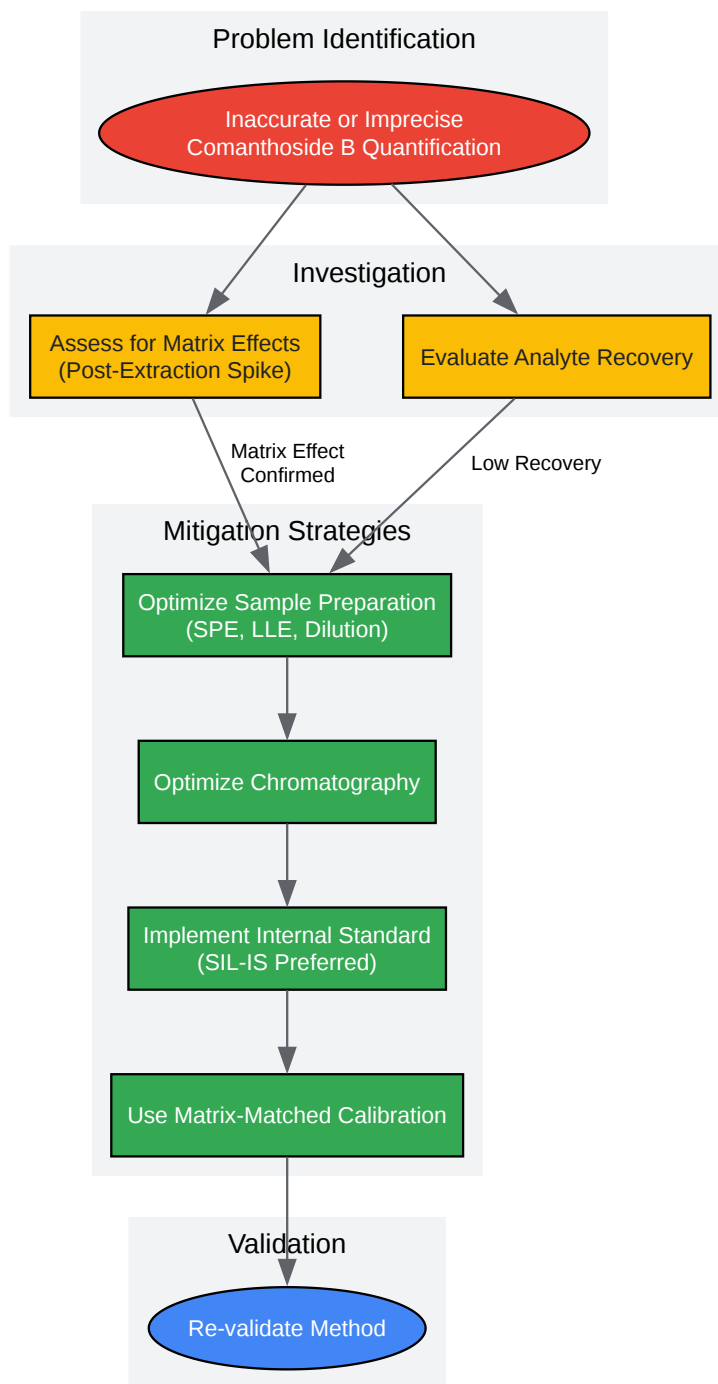 Problem Identification
Inaccurate or Imprecise
Comanthoside B Quantification
Investigation
Assess for Matrix Effects
(Post-Extraction Spike)
Evaluate Analyte Recovery
Matrix Effect
Confirmed
Low Recovery
Mitigation Strategies
Optimize Sample Preparation
(SPE, LLE, Dilution)
Optimize Chromatography
Implement Internal Standard
(SIL-IS Preferred)
Use Matrix-Matched Calibration
Validation
Re-validate Method